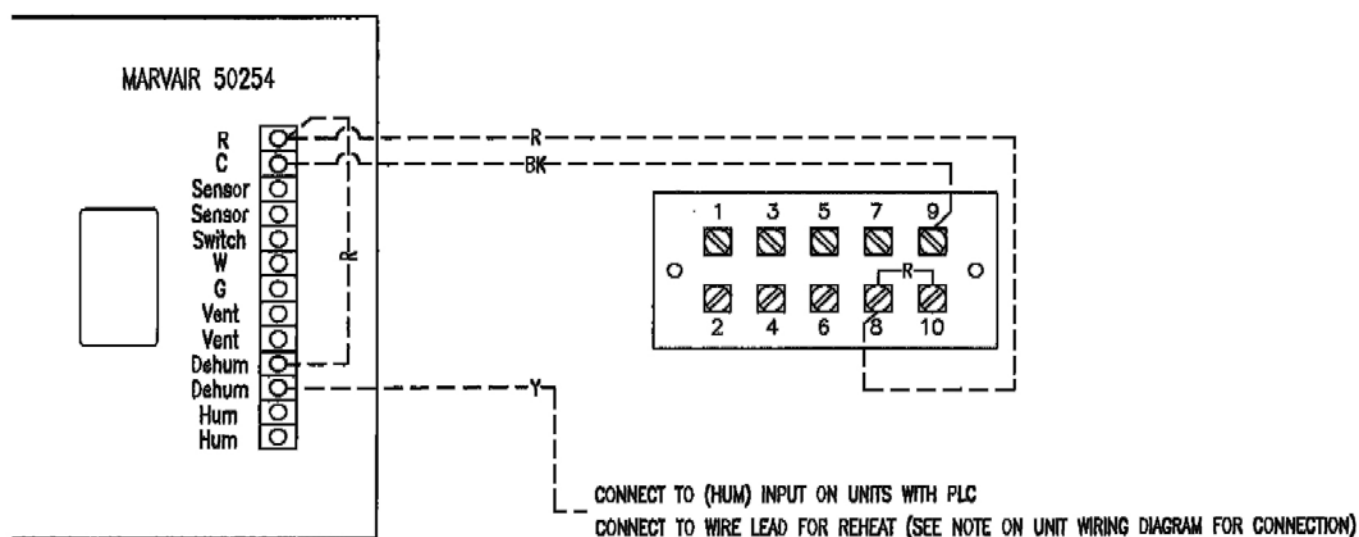 MARVAIR 50254
R
C
Sensor
Sensor
Switch
W
G
Vent
Vent
Dehum
Dehum
Hum
Hum
R
BK
R
Y
1 3 5 7 9
R
2 4 6 8 10
CONNECT TO (HUM) INPUT ON UNITS WITH PLC
CONNECT TO WIRE LEAD FOR REHEAT (SEE NOTE ON UNIT WIRING DIAGRAM FOR CONNECTION)